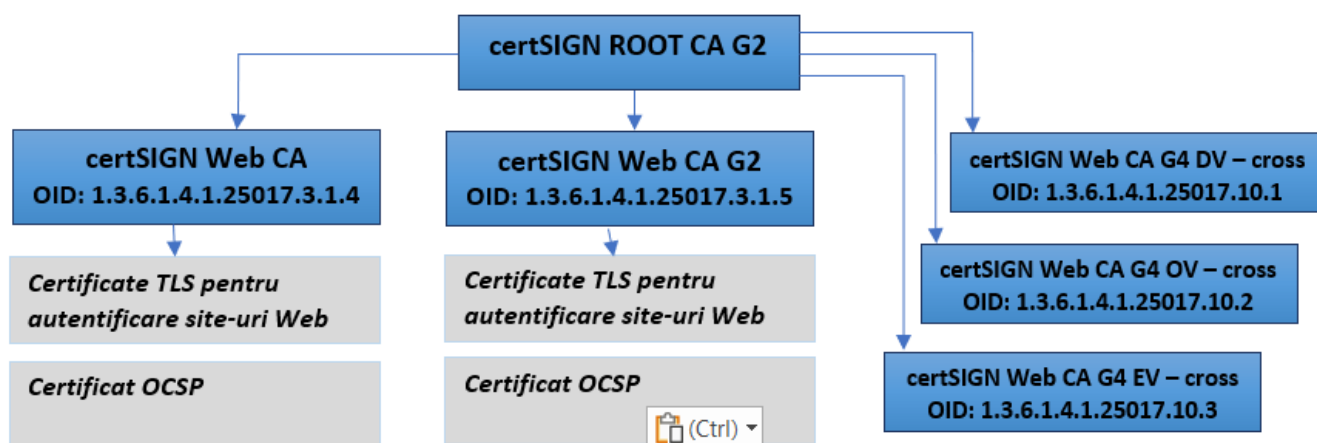 certSIGN ROOT CA G2
certSIGN Web CA
OID: 1.3.6.1.4.1.25017.3.1.4
certSIGN Web CA G2
OID: 1.3.6.1.4.1.25017.3.1.5
certSIGN Web CA G4 DV – cross
OID: 1.3.6.1.4.1.25017.10.1
certSIGN Web CA G4 OV – cross
OID: 1.3.6.1.4.1.25017.10.2
certSIGN Web CA G4 EV – cross
OID: 1.3.6.1.4.1.25017.10.3
Certificate TLS pentru
autentificare site-uri Web
Certificat OCSP
Certificate TLS pentru
autentificare site-uri Web
Certificat OCSP
(Ctrl)